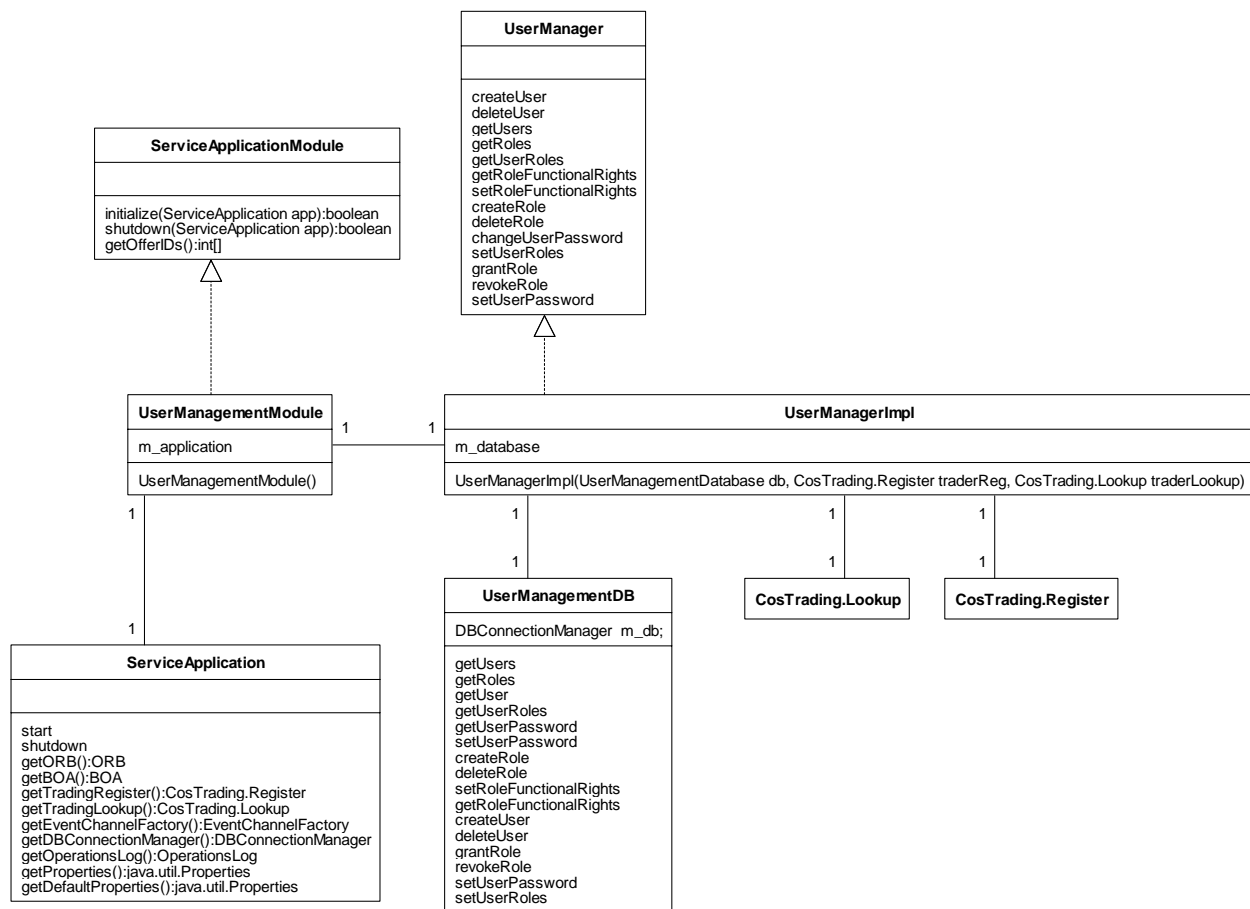 UserManager
createUser
deleteUser
getUsers
getRoles
getUserRoles
getRoleFunctionalRights
setRoleFunctionalRights
createRole
deleteRole
changeUserPassword
setUserRoles
grantRole
revokeRole
setUserPassword
ServiceApplicationModule
initialize(ServiceApplication app):boolean
shutdown(ServiceApplication app):boolean
getOfferIDs():int[]
UserManagementModule
m_application
UserManagementModule()
1
1
UserManagerImpl
m_database
UserManagerImpl(UserManagementDatabase db, CosTrading.Register traderReg, CosTrading.Lookup traderLookup)
1
1
1
1
1
1
1
1
ServiceApplication
start
shutdown
getORB():ORB
getBOA():BOA
getTradingRegister():CosTrading.Register
getTradingLookup():CosTrading.Lookup
getEventChannelFactory():EventChannelFactory
getDBConnectionManager():DBConnectionManager
getOperationsLog():OperationsLog
getProperties():java.util.Properties
getDefaultProperties():java.util.Properties
UserManagementDB
DBConnectionManager m_db;
getUsers
getRoles
getUser
getUserRoles
getUserPassword
setUserPassword
createRole
deleteRole
setRoleFunctionalRights
getRoleFunctionalRights
createUser
deleteUser
grantRole
revokeRole
setUserPassword
setUserRoles
CosTrading.Lookup
CosTrading.Register